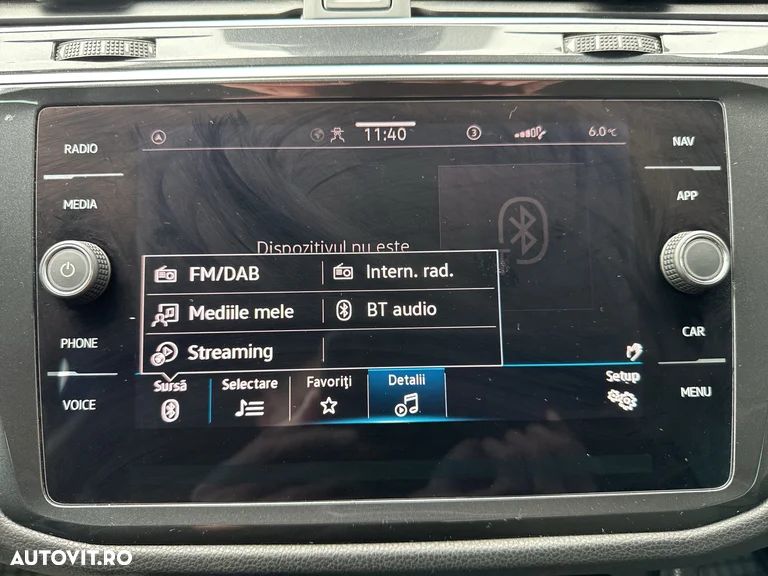 RADIO
MEDIA
PHONE
VOICE
11:40
3
6.0°C
Dispozitivul nu este
FM/DAB
Intern. rad.
Mediile mele
BT audio
Streaming
Sursă
Selectare
Favoriți
Detalii
Setup
NAV
APP
CAR
MENU
AUTOVIT.RO